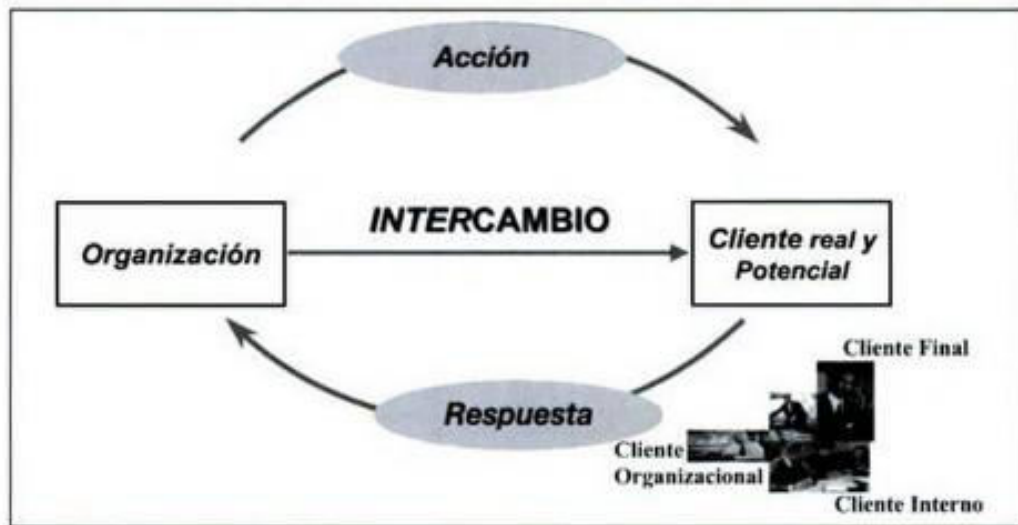 Acción
INTERCAMBIO
Organización
Cliente real y
Potencial
Respuesta
Cliente Final
Cliente
Organizacional
Cliente Interno